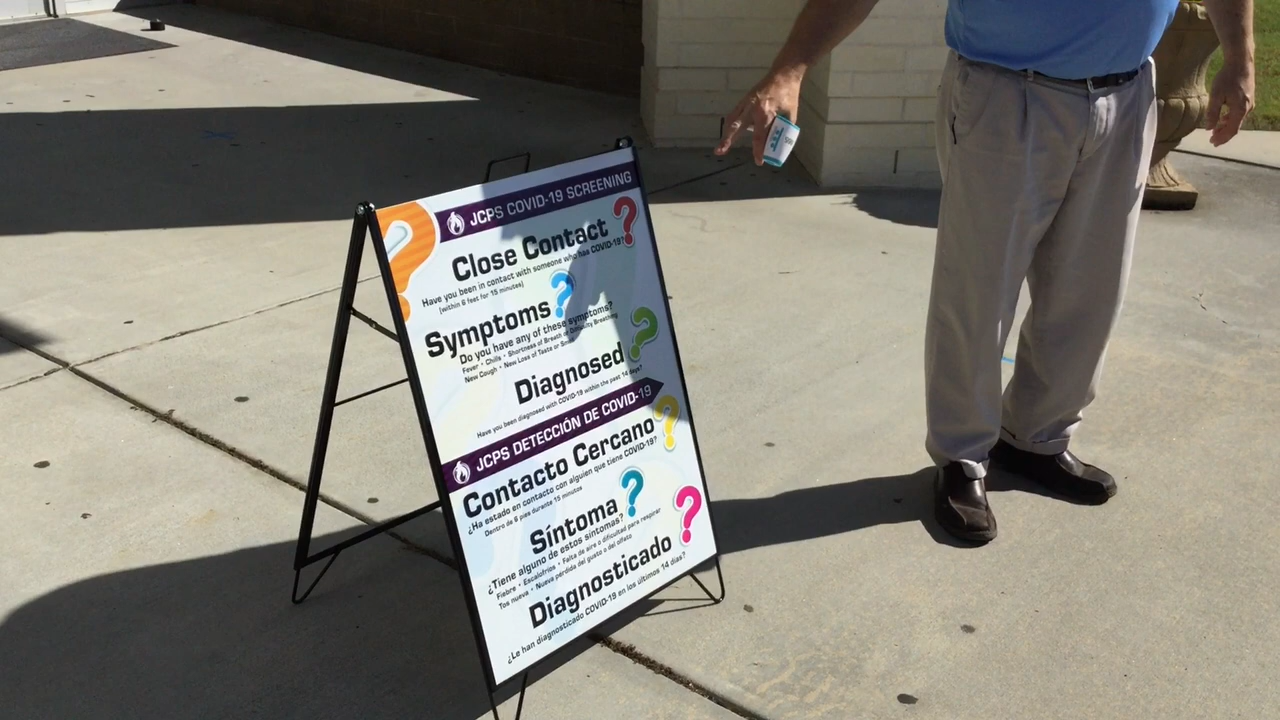 JCPS COVID-19 SCREENING
Close Contact
Have you been in contact with someone who has COVID-19?
(within 6 feet for 15 minutes)
Symptoms
Do you have any of these symptoms?
Fever • Chills • Shortness of Breath or Difficulty Breathing
New Cough • New Loss of Taste or Smell
Diagnosed
Have you been diagnosed with COVID-19 within the past 14 days?
JCPS DETECCIÓN DE COVID-19
Contacto Cercano
¿Ha estado en contacto con alguien que tiene COVID-19?
Dentro de 6 pies durante 15 minutos
Síntoma
¿Tiene alguno de estos síntomas?
Fiebre • Escalofríos • Falta de aire o dificultad para respirar
Tos nueva • Nueva pérdida del gusto o del olfato
Diagnosticado
¿Le han diagnosticado COVID-19 en los últimos 14 días?